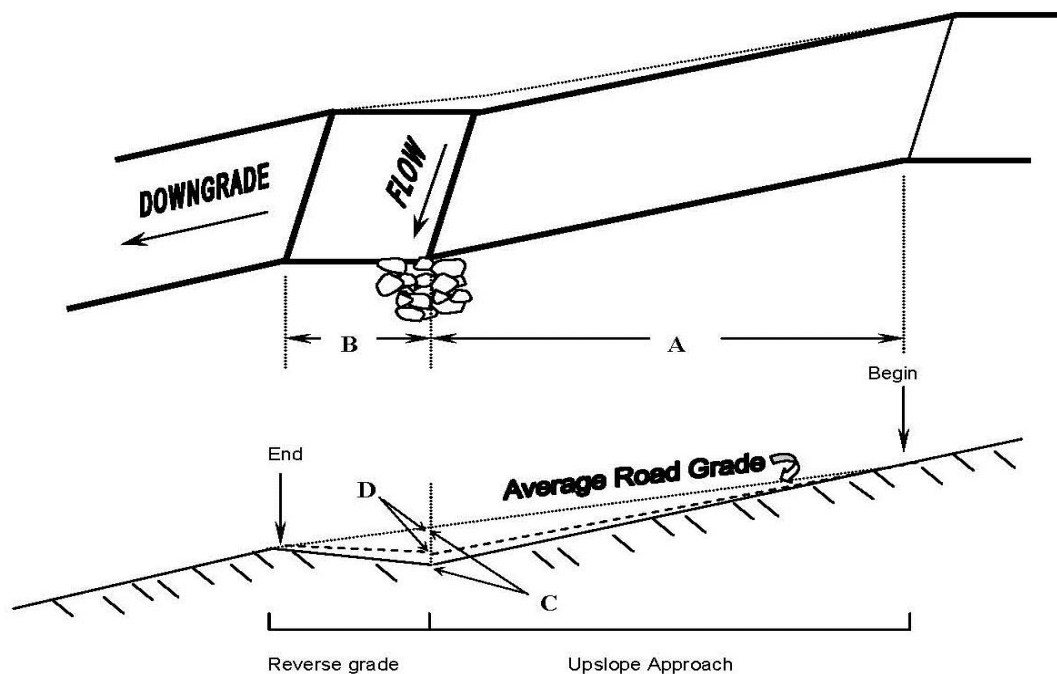 DOWNGRADE
FLOW
B
A
Begin
End
Average Road Grade
D
C
Reverse grade
Upslope Approach